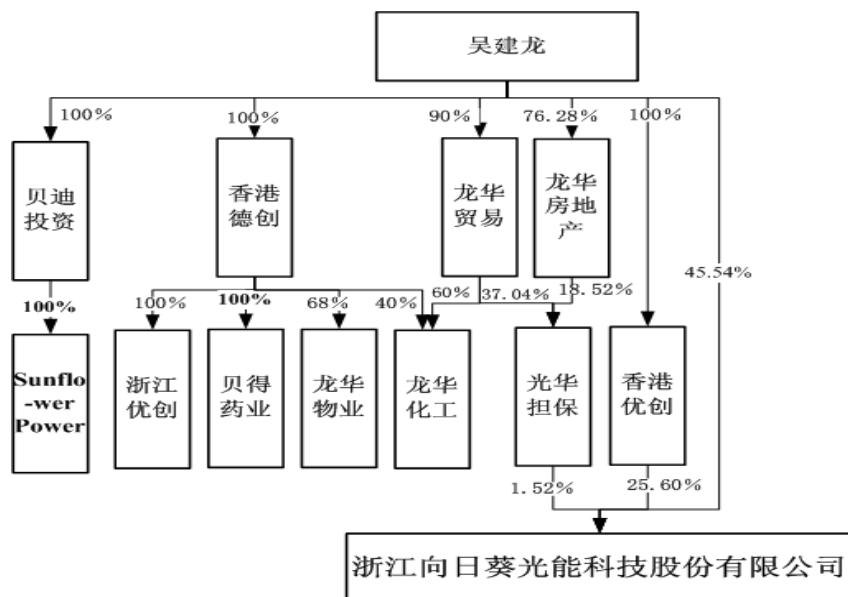 吴建龙
100%
100%
90%
76.28%
100%
贝迪
投资
香港
德创
龙华
贸易
龙华
房地
产
45.54%
100%
100%
100%
68%
40%
60%
37.04%
18.52%
Sunflo
-wer
Power
浙江
优创
贝得
药业
龙华
物业
龙华
化工
光华
担保
香港
优创
1.52%
25.60%
浙江向日葵光能科技股份有限公司